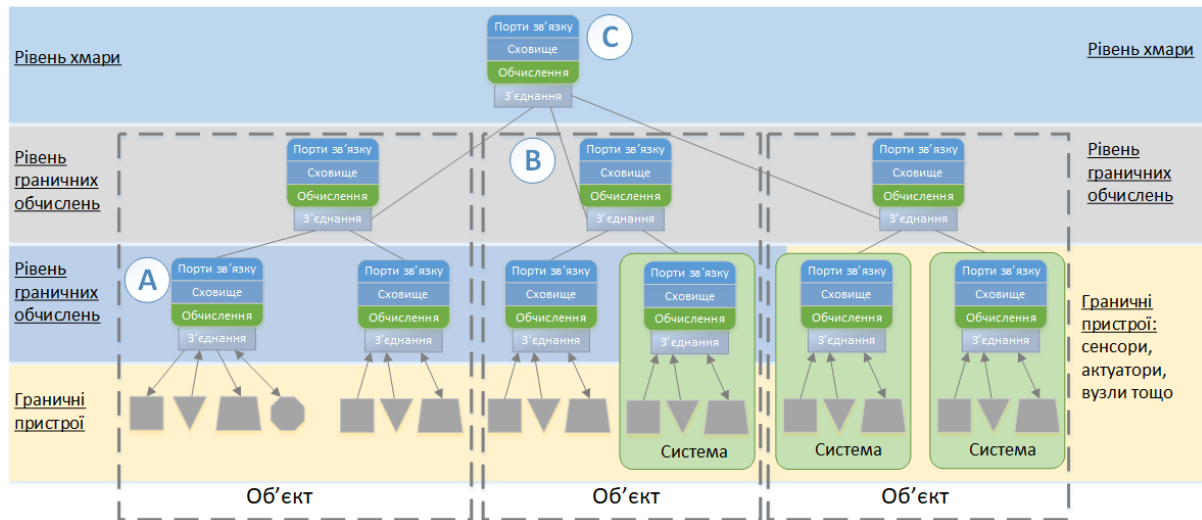 Порти зв’язку
Сховище
Обчислення
З’єднання
C
Рівень хмари
Рівень хмари
Рівень
граничних
обчислень
Порти зв’язку
Сховище
Обчислення
З’єднання
B
Порти зв’язку
Сховище
Обчислення
З’єднання
Порти зв’язку
Сховище
Обчислення
З’єднання
Рівень
граничних
обчислень
Рівень
граничних
обчислень
A
Порти зв’язку
Сховище
Обчислення
З’єднання
Порти зв’язку
Сховище
Обчислення
З’єднання
Порти зв’язку
Сховище
Обчислення
З’єднання
Порти зв’язку
Сховище
Обчислення
З’єднання
Порти зв’язку
Сховище
Обчислення
З’єднання
Порти зв’язку
Сховище
Обчислення
З’єднання
Граничні
пристрої:
сенсори,
актуатори,
вузли тощо
Граничні
пристрої
Система
Система
Система
Об’єкт
Об’єкт
Об’єкт